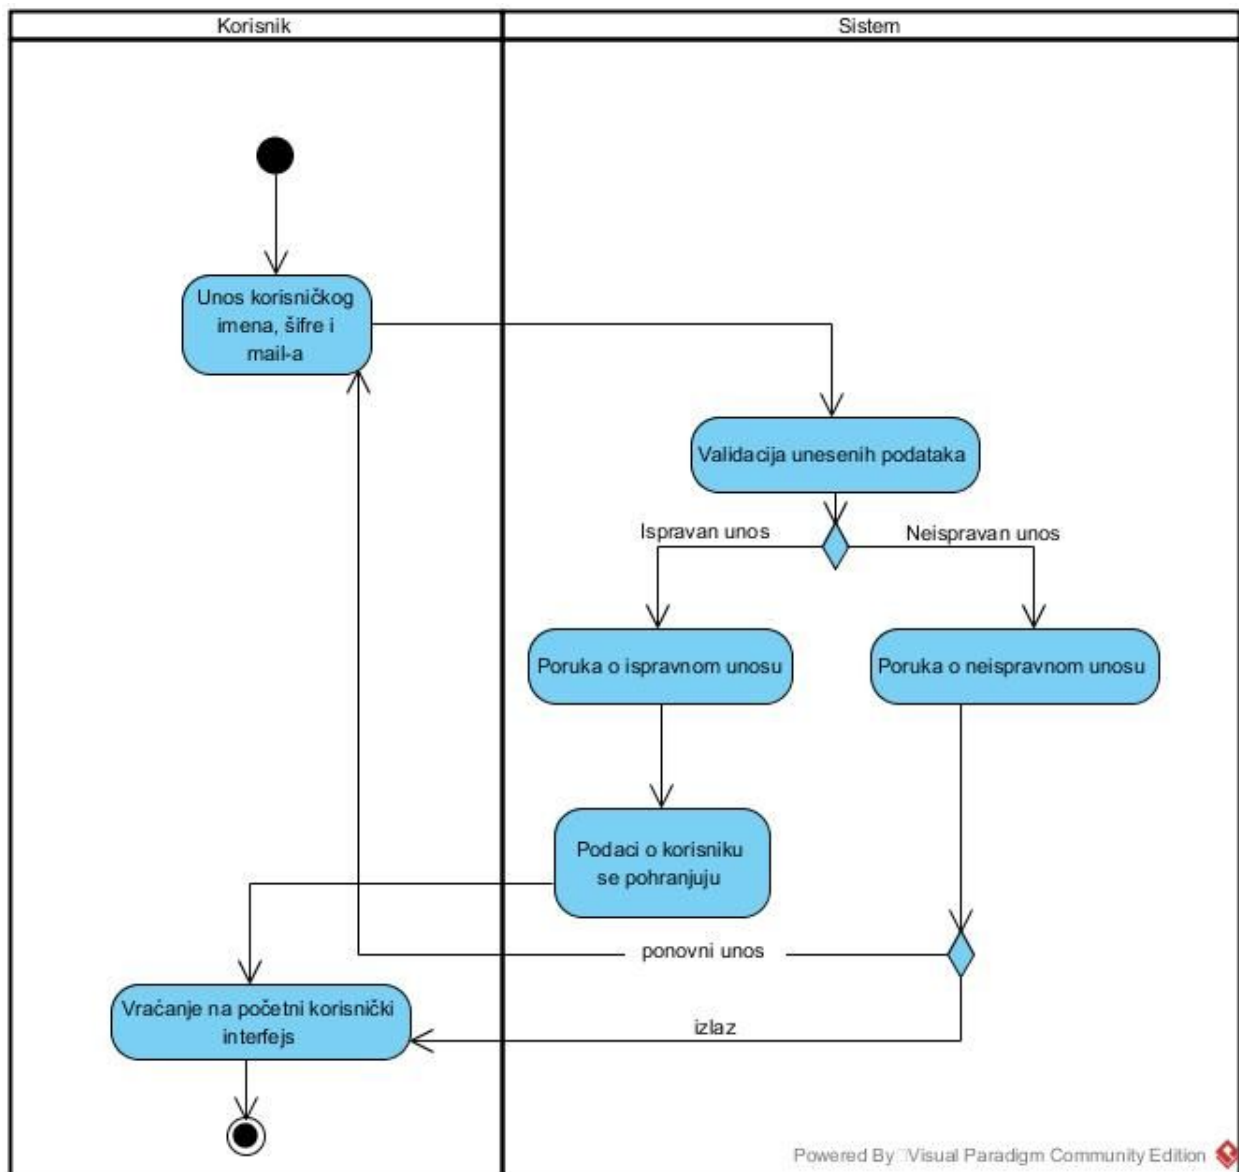 Korisnik
Sistem
Unos korisničkog
imena, šifre i
mail-a
Validacija unesenih podataka
Ispravan unos
Neispravan unos
Poruka o ispravnom unosu
Poruka o neispravnom unosu
Podaci o korisniku
se pohranjuju
ponovni unos
Vraćanje na početni korisnički
interfejs
izlaz
Powered By Visual Paradigm Community Edition